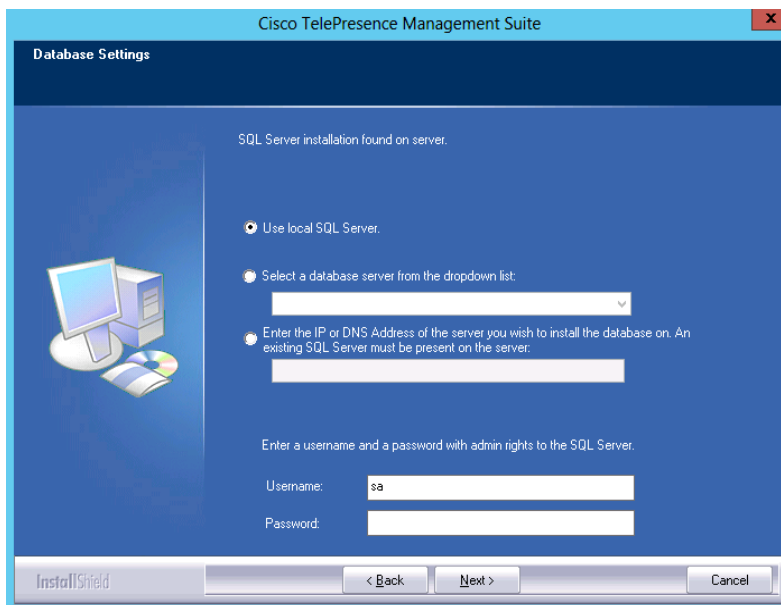 Cisco TelePresence Management Suite
x
Database Settings
SQL Server installation found on server.
Use local SQL Server.
Select a database server from the dropdown list:
Enter the IP or DNS Address of the server you wish to install the database on. An
existing SQL Server must be present on the server:
Enter a username and a password with admin rights to the SQL Server.
Username:
sa
Password:
InstallShield
< Back
Next >
Cancel